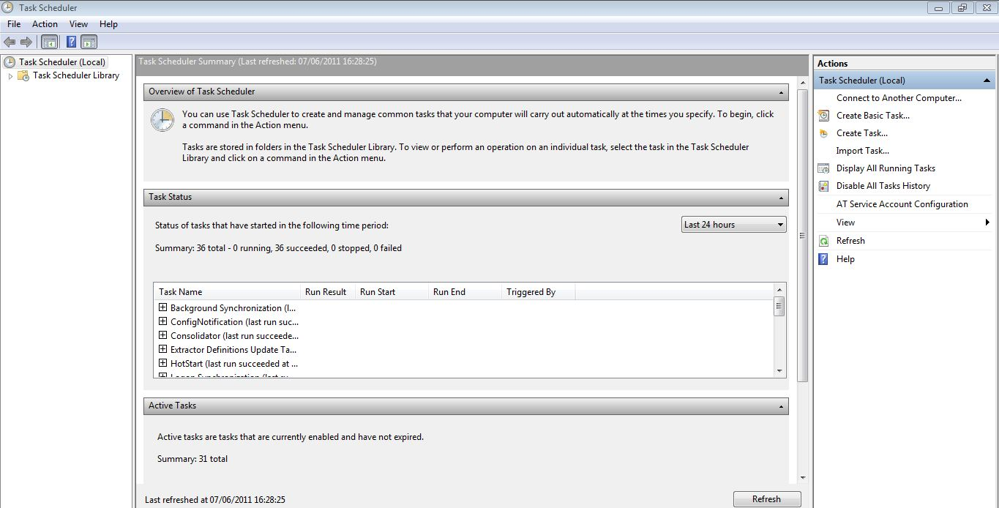 Task Scheduler
File Action View Help
Task Scheduler (Local)
Task Scheduler Library
Task Scheduler Summary (Last refreshed: 07/06/2011 16:28:25)
Overview of Task Scheduler
You can use Task Scheduler to create and manage common tasks that your computer will carry out automatically at the times you specify. To begin, click
a command in the Action menu.
Tasks are stored in folders in the Task Scheduler Library. To view or perform an operation on an individual task, select the task in the Task Scheduler
Library and click on a command in the Action menu.
Task Status
Status of tasks that have started in the following time period:
Last 24 hours
Summary: 36 total - 0 running, 36 succeeded, 0 stopped, 0 failed
Task Name Run Result Run Start Run End Triggered By
Background Synchronization (l...
ConfigNotification (last run suc...
Consolidator (last run succeede...
Extractor Definitions Update Ta...
HotStart (last run succeeded at ...
Logon Synchronization (last ru...
Active Tasks
Active tasks are tasks that are currently enabled and have not expired.
Summary: 31 total
Last refreshed at 07/06/2011 16:28:25
Refresh
Actions
Task Scheduler (Local)
Connect to Another Computer...
Create Basic Task...
Create Task...
Import Task...
Display All Running Tasks
Disable All Tasks History
AT Service Account Configuration
View
Refresh
Help